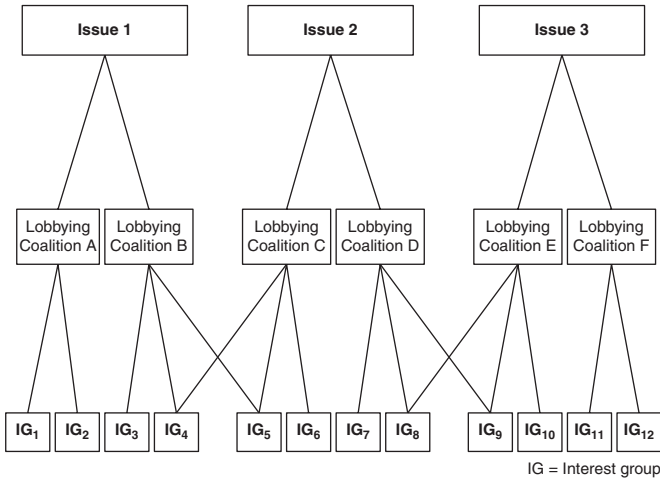 Issue 1 Issue 2 Issue 3
Lobbying Lobbying Lobbying Lobbying Lobbying Lobbying
Coalition A Coalition B Coalition C Coalition D Coalition E Coalition F
IG₁ IG₂ IG₃ IG₄ IG₅ IG₆ IG₇ IG₈ IG₉ IG₁₀ IG₁₁ IG₁₂
IG = Interest group